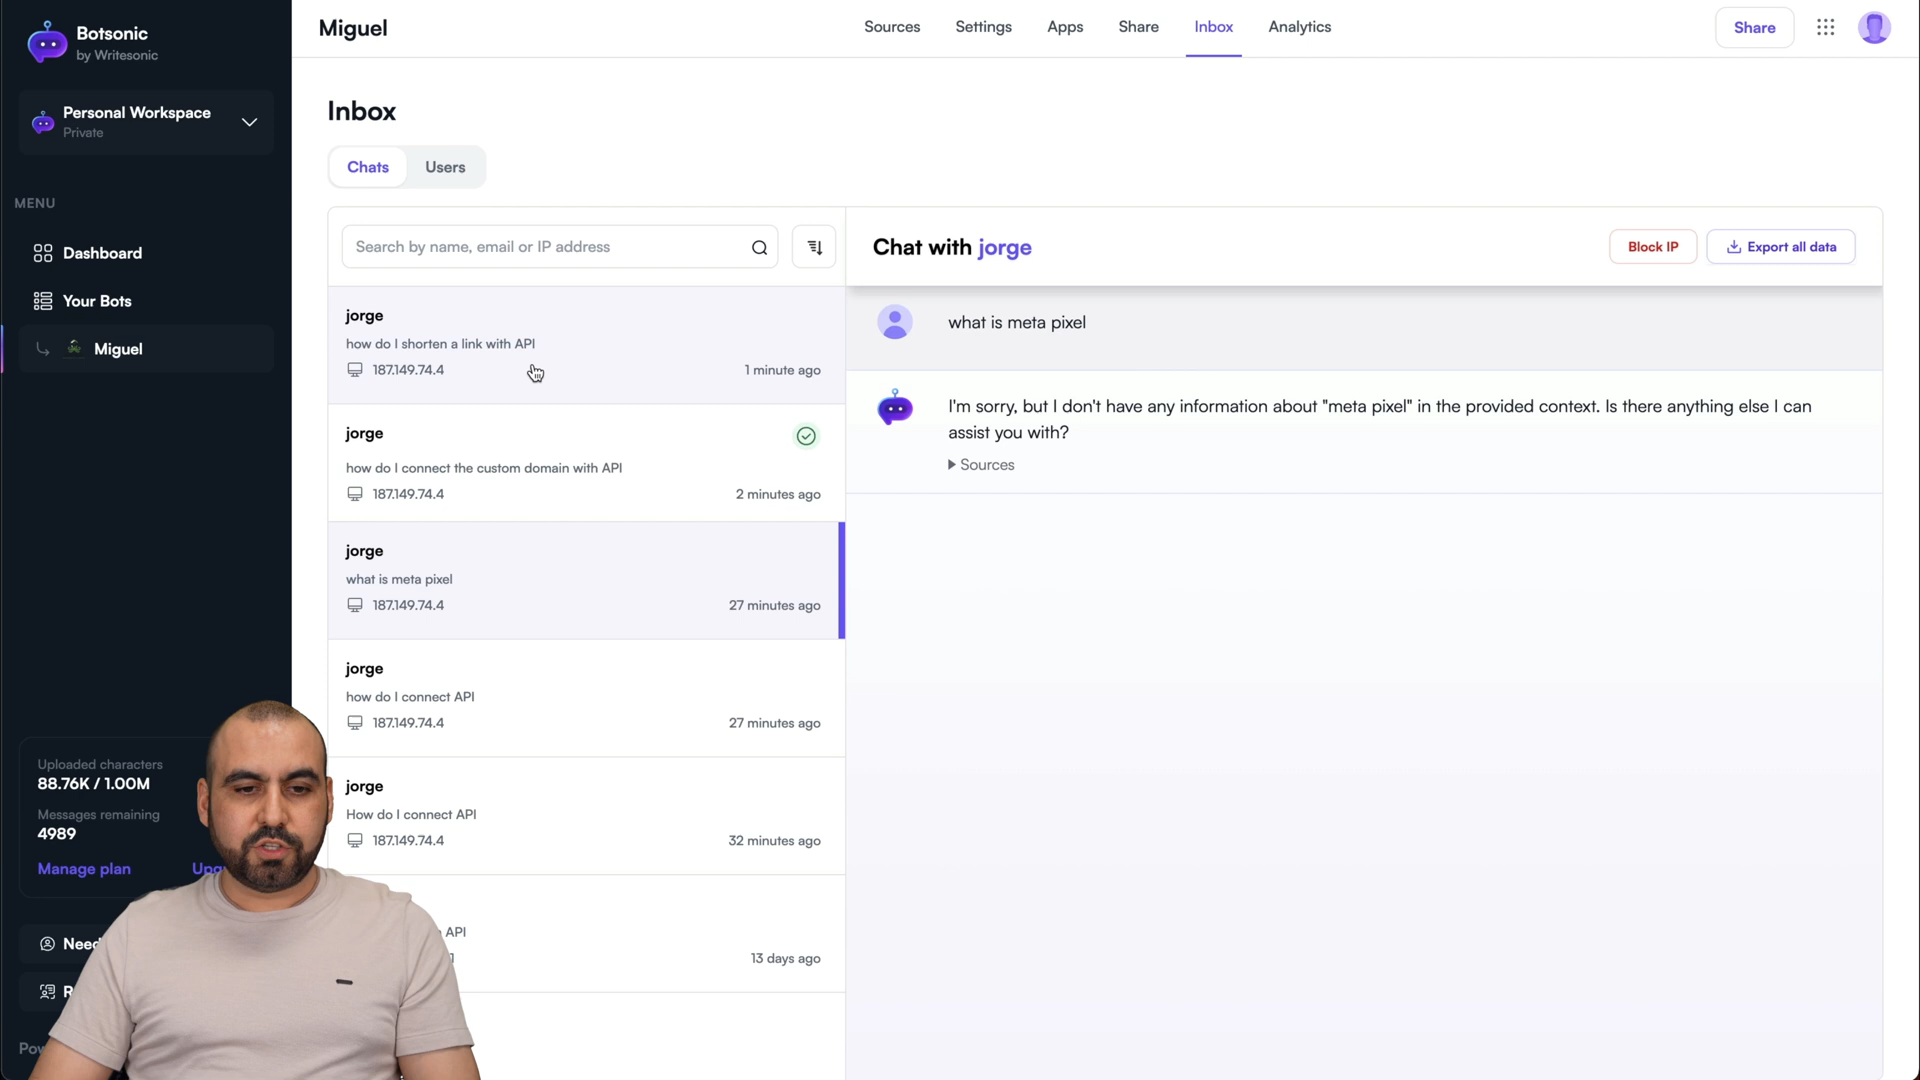 Botsonic
by Writesonic
Personal Workspace
Private
MENU
Dashboard
Your Bots
Miguel
Uploaded characters
88.76K / 1.00M
Messages remaining
4989
Manage plan
Miguel
Sources
Settings
Apps
Share
Inbox
Analytics
Share
Inbox
Chats
Users
Search by name, email or IP address
jorge
how do I shorten a link with API
187.149.74.4
1 minute ago
jorge
how do I connect the custom domain with API
187.149.74.4
2 minutes ago
jorge
what is meta pixel
187.149.74.4
27 minutes ago
jorge
how do I connect API
187.149.74.4
27 minutes ago
jorge
How do I connect API
187.149.74.4
32 minutes ago
API
13 days ago
Chat with jorge
Block IP
Export all data
what is meta pixel
I'm sorry, but I don't have any information about "meta pixel" in the provided context. Is there anything else I can
assist you with?
Sources